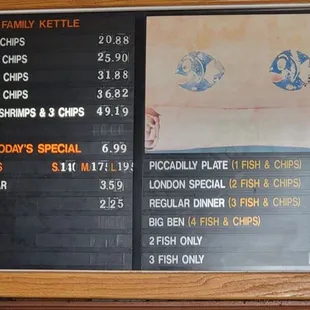 FAMILY KETTLE
CHIPS 20.88
CHIPS 25.90
CHIPS 31.88
CHIPS 36.82
SHRIMPS & 3 CHIPS 49.19
TODAY'S SPECIAL 6.99
3.59
2.25
PICCADILLY PLATE (1 FISH & CHIPS)
LONDON SPECIAL (2 FISH & CHIPS)
REGULAR DINNER (3 FISH & CHIPS)
BIG BEN (4 FISH & CHIPS)
2 FISH ONLY
3 FISH ONLY